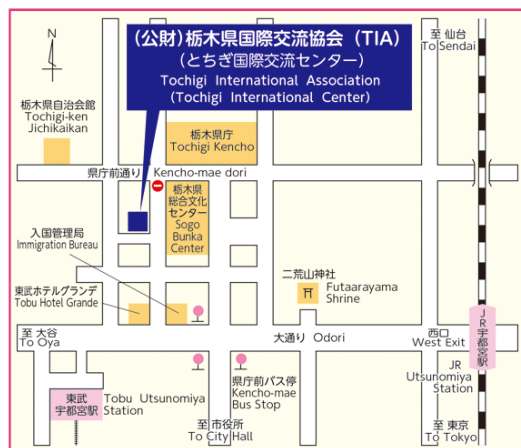 (公財)栃木県国際交流協会 (TIA)
(とちぎ国際交流センター)
Tochigi International Association
(Tochigi International Center)
N
至 仙台
To Sendai
栃木県自治会館
Tochigi-ken
Jichikaikan
栃木県庁
Tochigi Kencho
県庁前通り Kencho-mae dori
栃木県
総合文化
センター
Sogo
Bunka
Center
入国管理局
Immigration Bureau
東武ホテルグランデ
Tobu Hotel Grande
二荒山神社
Futaarayama
Shrine
至 大谷
To Oya
大通り Odori
西口
West Exit
JR宇都宮駅
JR
Utsunomiya
Station
東武
宇都宮駅
Tobu Utsunomiya
Station
県庁前バス停
Kencho-mae
Bus Stop
至 市役所
To City Hall
至 東京
To Tokyo